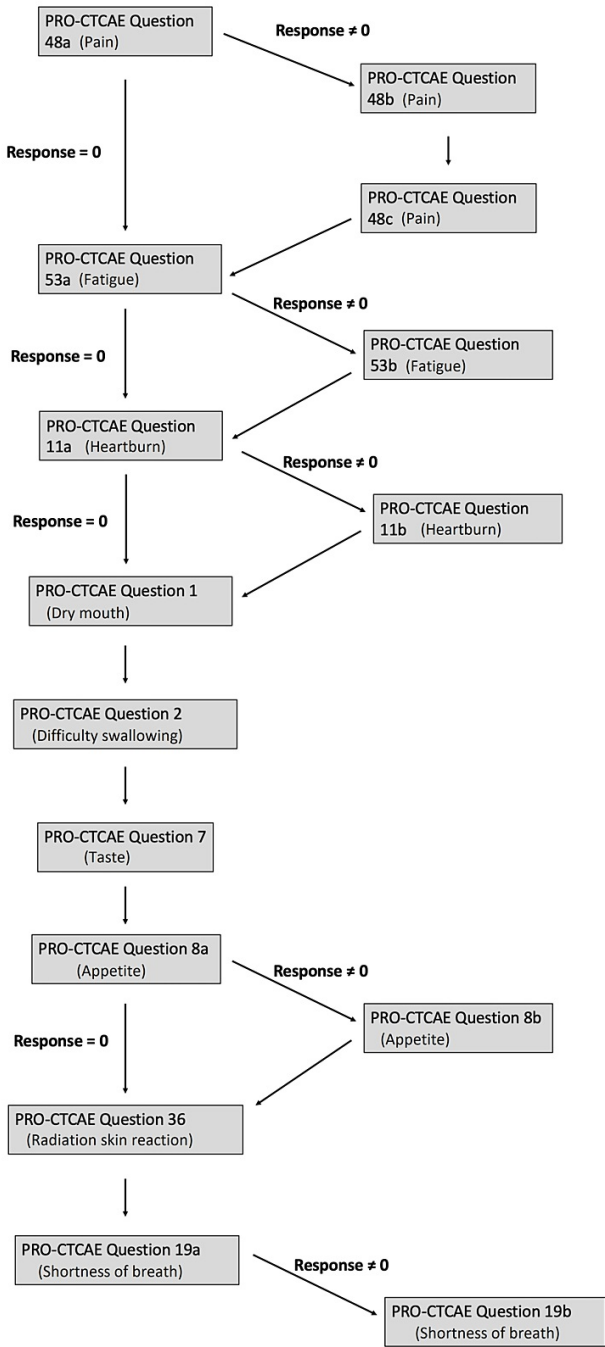 PRO-CTCAE Question
48a (Pain)
Response ≠ 0
PRO-CTCAE Question
48b (Pain)
Response = 0
PRO-CTCAE Question
48c (Pain)
PRO-CTCAE Question
53a (Fatigue)
Response ≠ 0
Response = 0
PRO-CTCAE Question
53b (Fatigue)
PRO-CTCAE Question
11a (Heartburn)
Response ≠ 0
Response = 0
PRO-CTCAE Question
11b (Heartburn)
PRO-CTCAE Question 1
(Dry mouth)
PRO-CTCAE Question 2
(Difficulty swallowing)
PRO-CTCAE Question 7
(Taste)
PRO-CTCAE Question 8a
(Appetite)
Response ≠ 0
PRO-CTCAE Question 8b
(Appetite)
Response = 0
PRO-CTCAE Question 36
(Radiation skin reaction)
PRO-CTCAE Question 19a
(Shortness of breath)
Response ≠ 0
PRO-CTCAE Question 19b
(Shortness of breath)